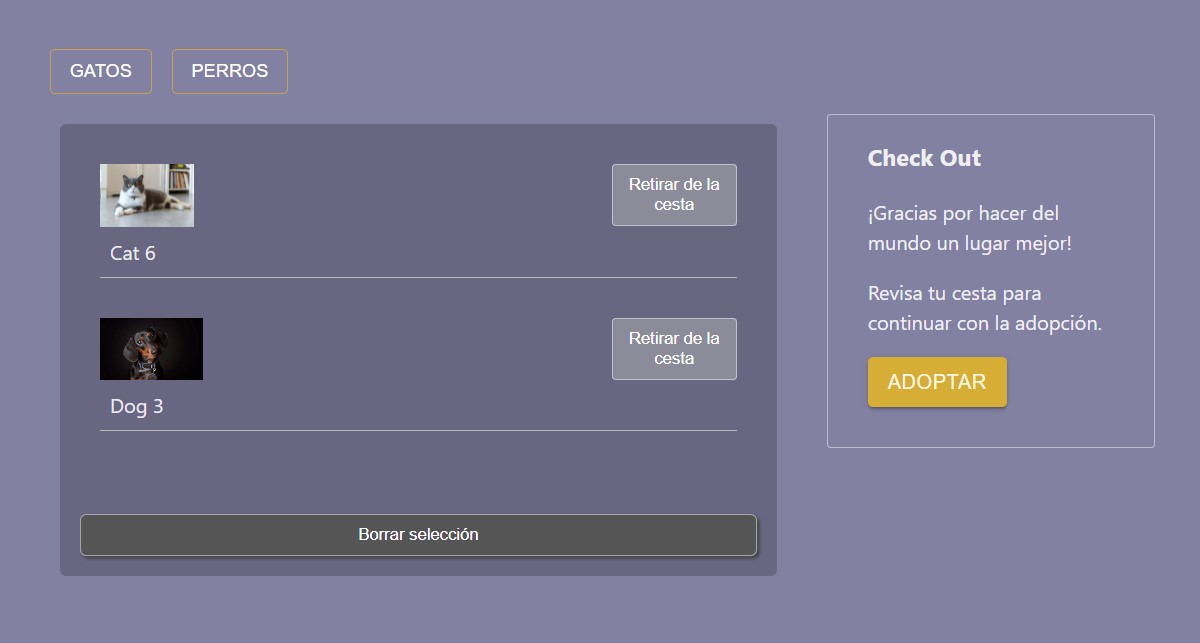 GATOS
PERROS
Retirar de la
cesta
Cat 6
Retirar de la
cesta
Dog 3
Borrar selección
Check Out
¡Gracias por hacer del
mundo un lugar mejor!
Revisa tu cesta para
continuar con la adopción.
ADOPTAR